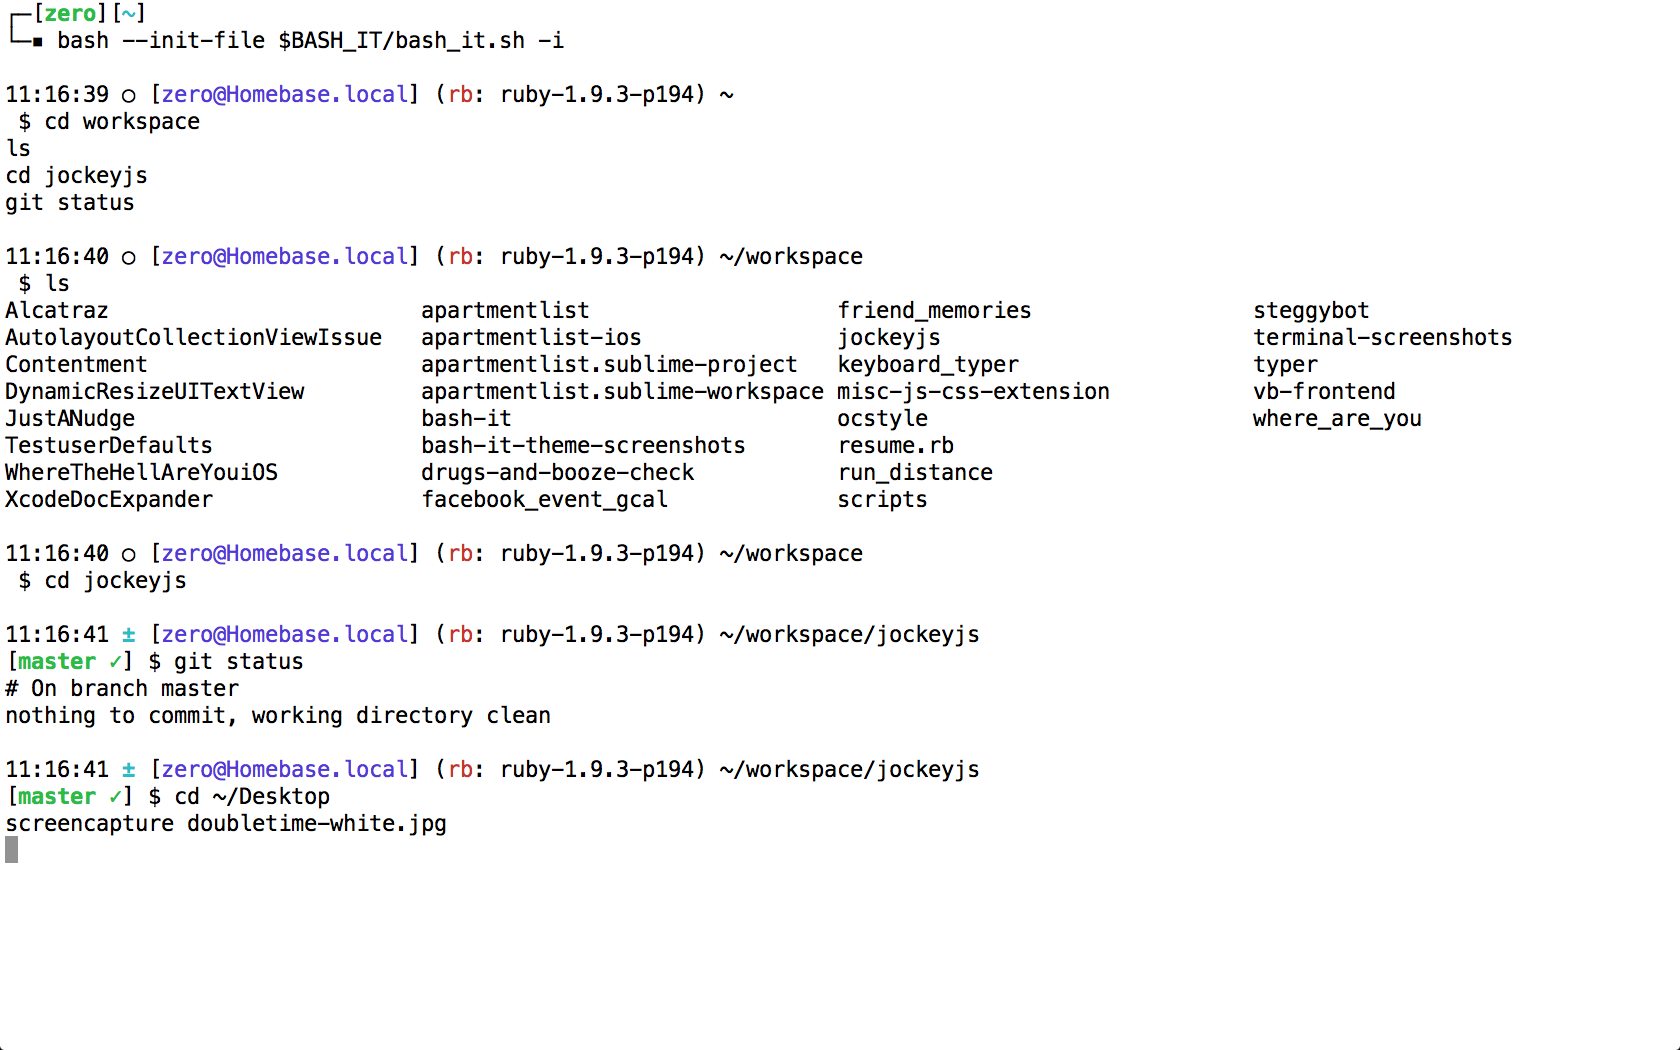 ┌─[zero][~]
└─▪ bash --init-file $BASH_IT/bash_it.sh -i

11:16:39 ○ [zero@Homebase.local] (rb: ruby-1.9.3-p194) ~
 $ cd workspace
ls
cd jockeyjs
git status

11:16:40 ○ [zero@Homebase.local] (rb: ruby-1.9.3-p194) ~/workspace
 $ ls
Alcatraz                        apartmentlist                   friend_memories                 steggybot
AutolayoutCollectionViewIssue   apartmentlist-ios               jockeyjs                        terminal-screenshots
Contentment                     apartmentlist.sublime-project   keyboard_typer                  typer
DynamicResizeUITextView         apartmentlist.sublime-workspace misc-js-css-extension           vb-frontend
JustANudge                      bash-it                         ocstyle                         where_are_you
TestuserDefaults                bash-it-theme-screenshots       resume.rb
WhereTheHellAreYouiOS           drugs-and-booze-check           run_distance
XcodeDocExpander                facebook_event_gcal             scripts

11:16:40 ○ [zero@Homebase.local] (rb: ruby-1.9.3-p194) ~/workspace
 $ cd jockeyjs

11:16:41 ± [zero@Homebase.local] (rb: ruby-1.9.3-p194) ~/workspace/jockeyjs
[master ✓] $ git status
# On branch master
nothing to commit, working directory clean

11:16:41 ± [zero@Homebase.local] (rb: ruby-1.9.3-p194) ~/workspace/jockeyjs
[master ✓] $ cd ~/Desktop
screencapture doubletime-white.jpg